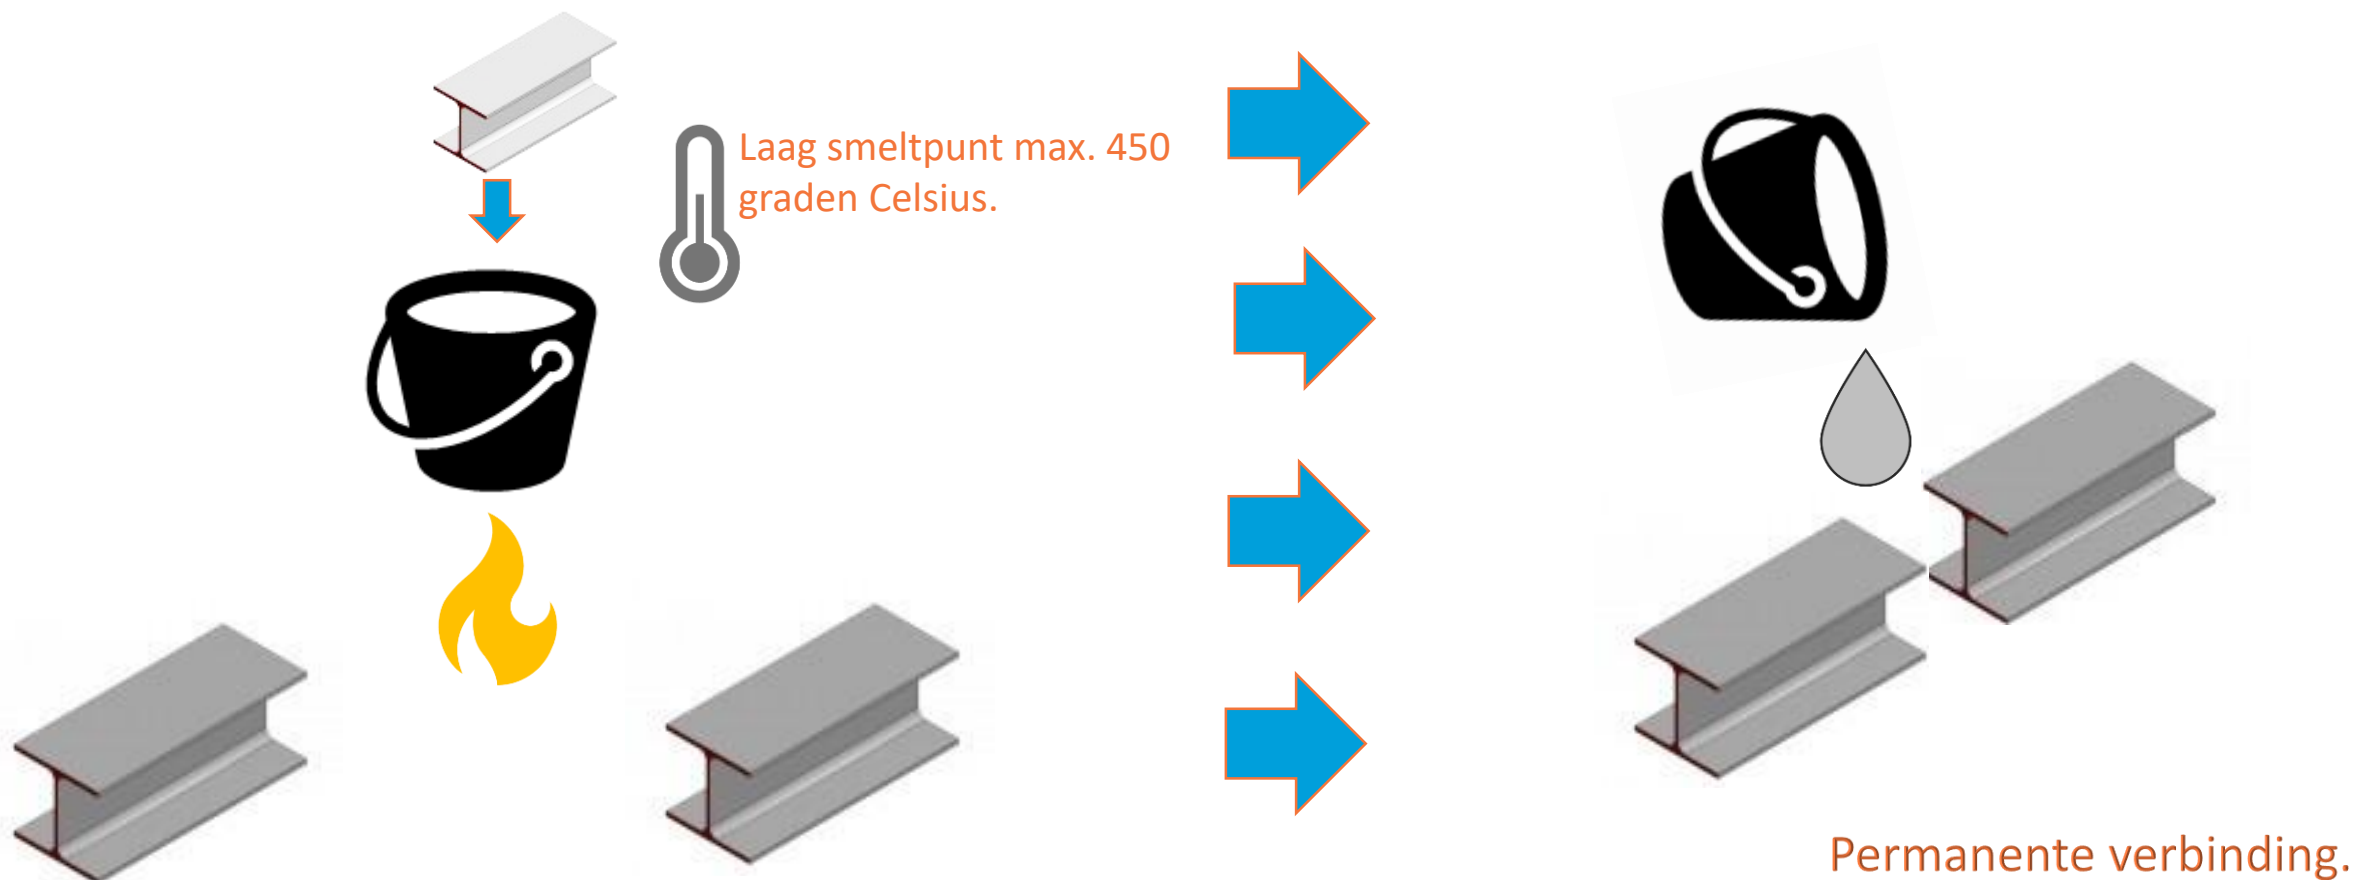 Laag smeltpunt max. 450
graden Celsius.
Permanente verbinding.